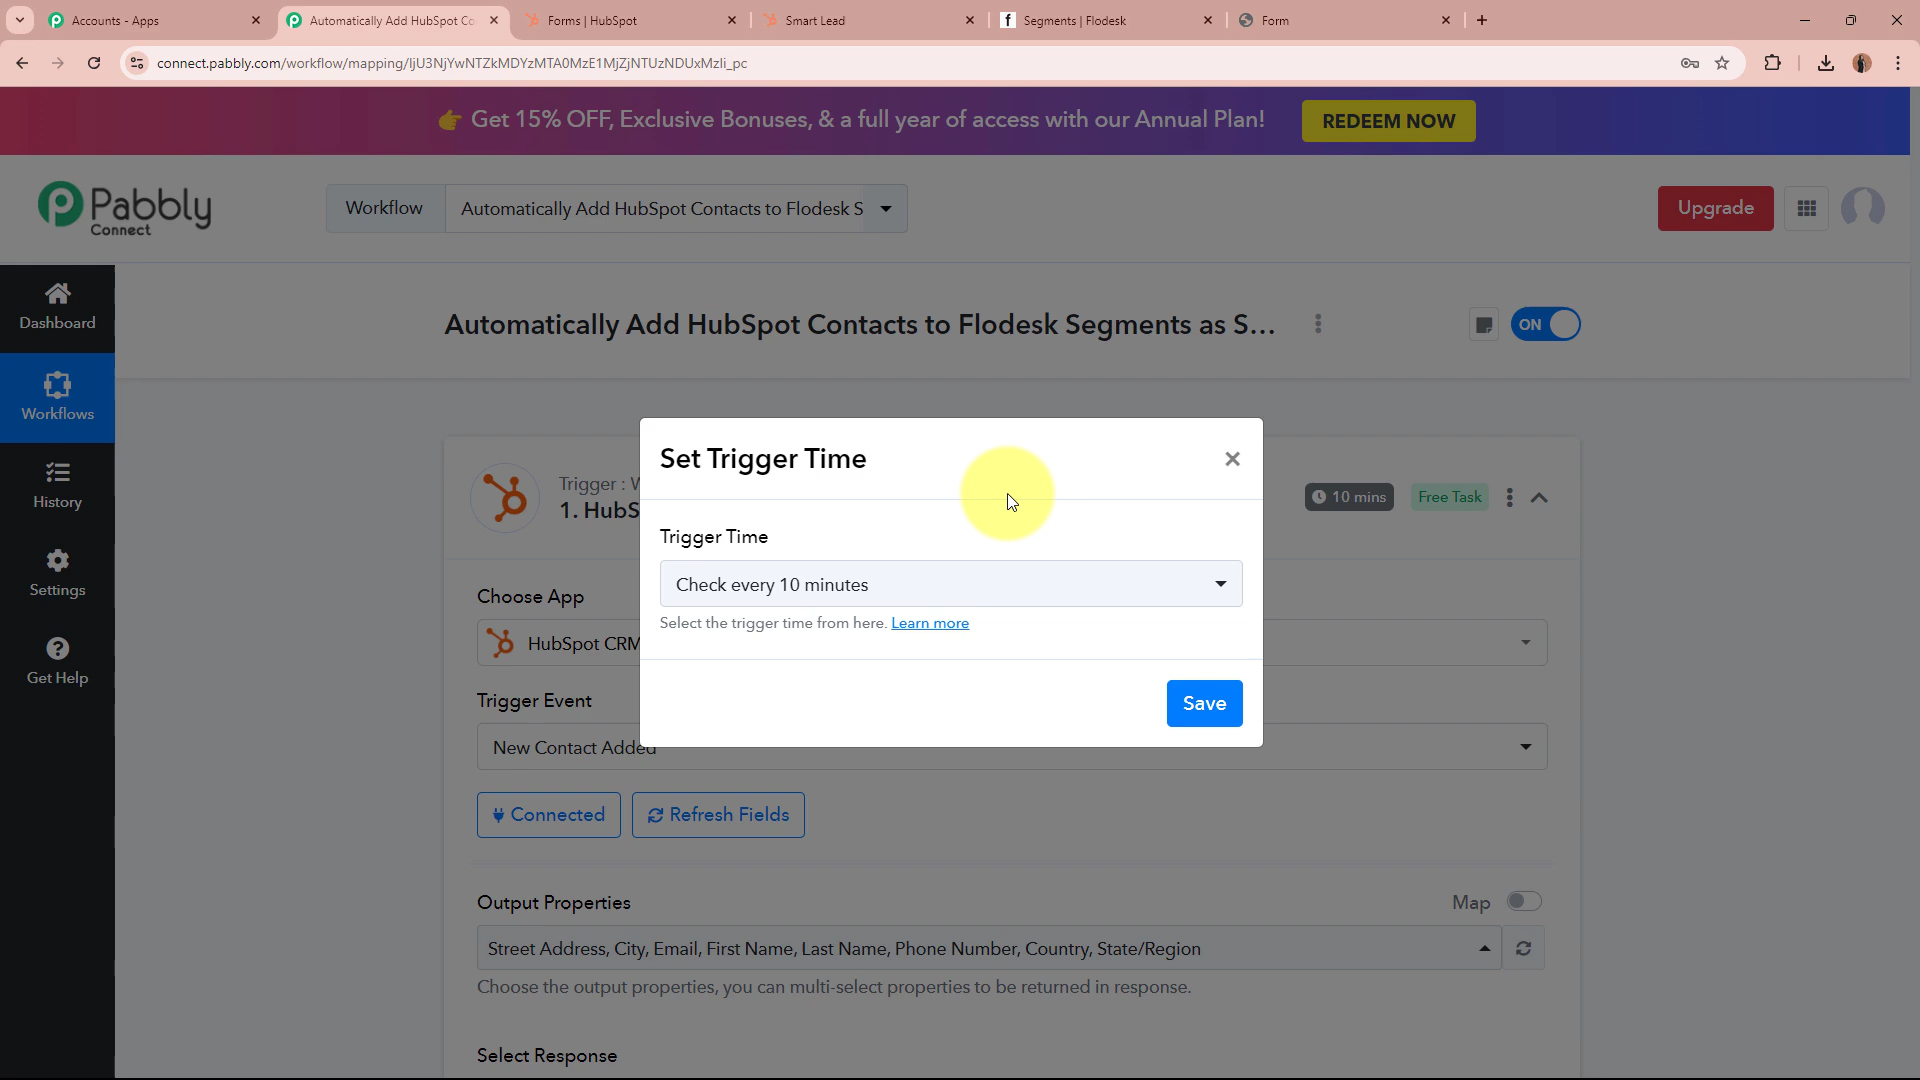 Accounts - Apps
Automatically Add HubSpot Co
Forms | HubSpot
Smart Lead
f Segments | Flodesk
Form
connect.pabbly.com/workflow/mapping/IjU3NjYwNTZkMDYzMTA0MzE1MjZjNTUzNDUxMzIi_pc
👉 Get 15% OFF, Exclusive Bonuses, & a full year of access with our Annual Plan!
REDEEM NOW
Pabbly
Connect
Workflow
Automatically Add HubSpot Contacts to Flodesk S
Upgrade
Dashboard
Workflows
History
Settings
Get Help
Automatically Add HubSpot Contacts to Flodesk Segments as S...
ON
Set Trigger Time
×
Trigger Time
Check every 10 minutes
Select the trigger time from here. Learn more
Save
Trigger : W
1. HubS
10 mins
Free Task
Choose App
HubSpot CRM
Trigger Event
New Contact Added
Connected
Refresh Fields
Output Properties
Map
Street Address, City, Email, First Name, Last Name, Phone Number, Country, State/Region
Choose the output properties, you can multi-select properties to be returned in response.
Select Response